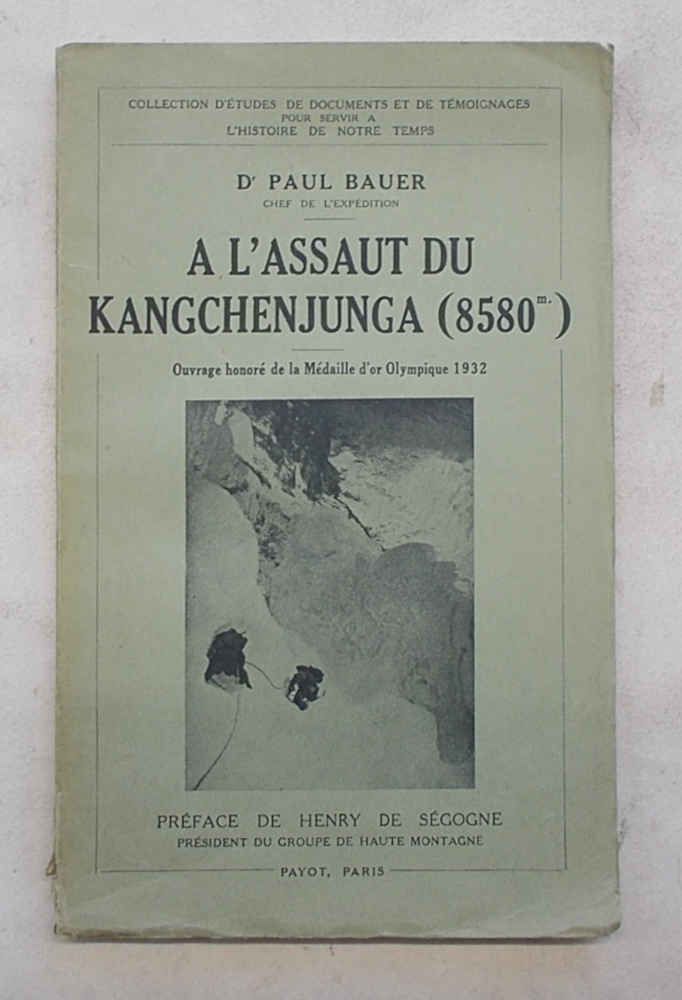 COLLECTION D'ÉTUDES DE DOCUMENTS ET DE TÉMOIGNAGES
POUR SERVIR A
L'HISTOIRE DE NOTRE TEMPS
Dr PAUL BAUER
CHEF DE L'EXPÉDITION
A L'ASSAUT DU
KANGCHENJUNGA (8580 m.)
Ouvrage honoré de la Médaille d'or Olympique 1932
PRÉFACE DE HENRY DE SÉGOGNE
PRÉSIDENT DU GROUPE DE HAUTE MONTAGNE
PAYOT, PARIS